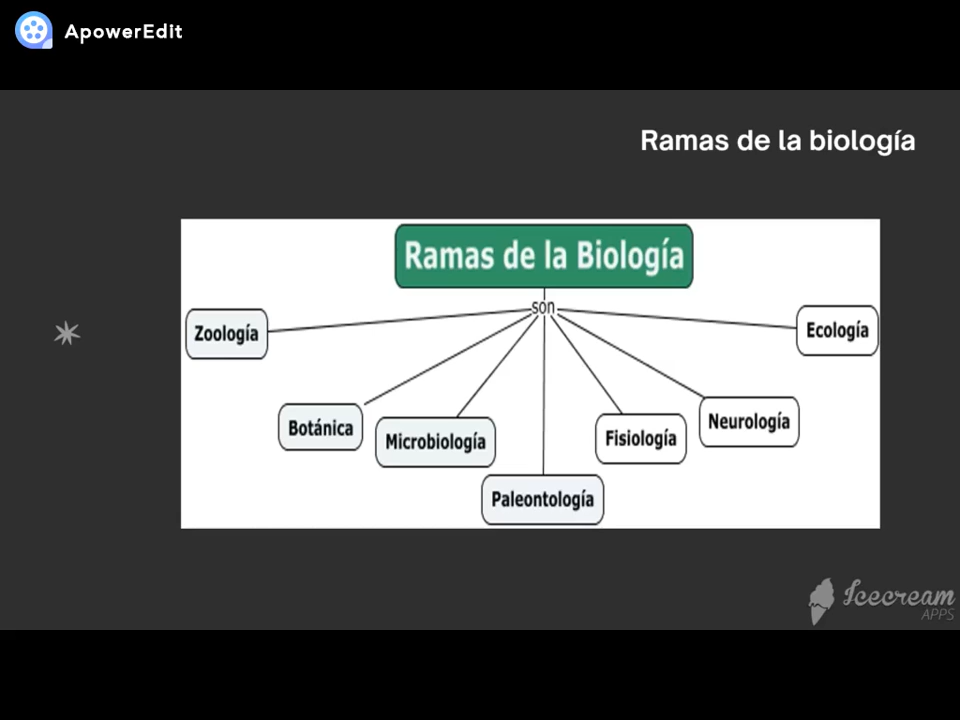 ApowerEdit
Ramas de la biología
Ramas de la Biología
son
Zoología
Ecología
Botánica
Microbiología
Fisiología
Neurología
Paleontología
Icecream
APPS